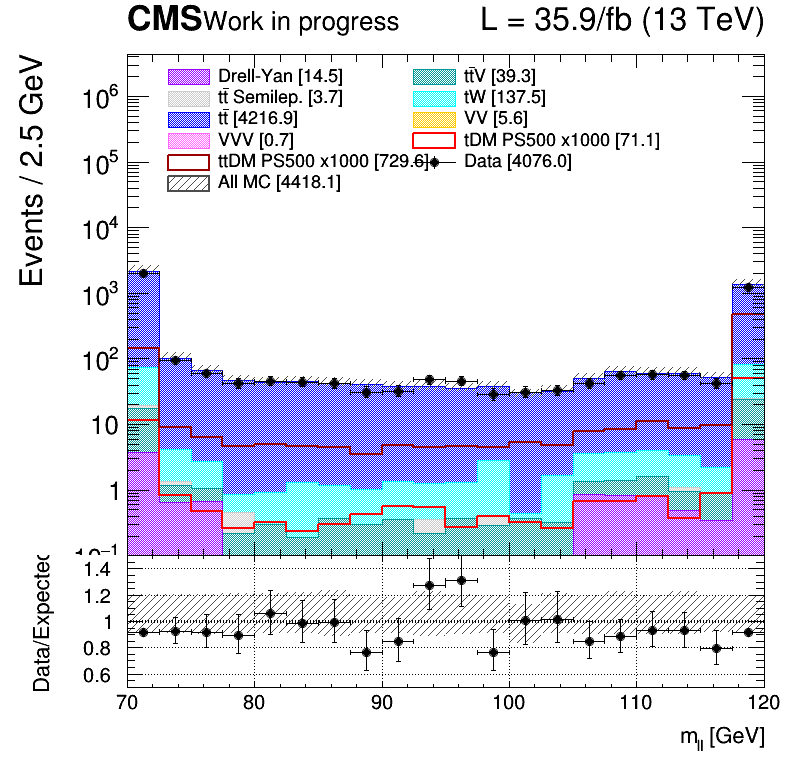 CMS Work in progress L = 35.9/fb (13 TeV)
Events / 2.5 GeV
Drell-Yan [14.5] tt̄V [39.3]
tt̄ Semilep. [3.7] tW [137.5]
tt̄ [4216.9] VV [5.6]
VVV [0.7] tDM PS500 x1000 [71.1]
ttDM PS500 x1000 [729.6] Data [4076.0]
All MC [4418.1]
10⁶
10⁵
10⁴
10³
10²
10
1
10⁻¹
Data/Expected
1.4
1.2
1
0.8
0.6
70 80 90 100 110 120
m_ll [GeV]